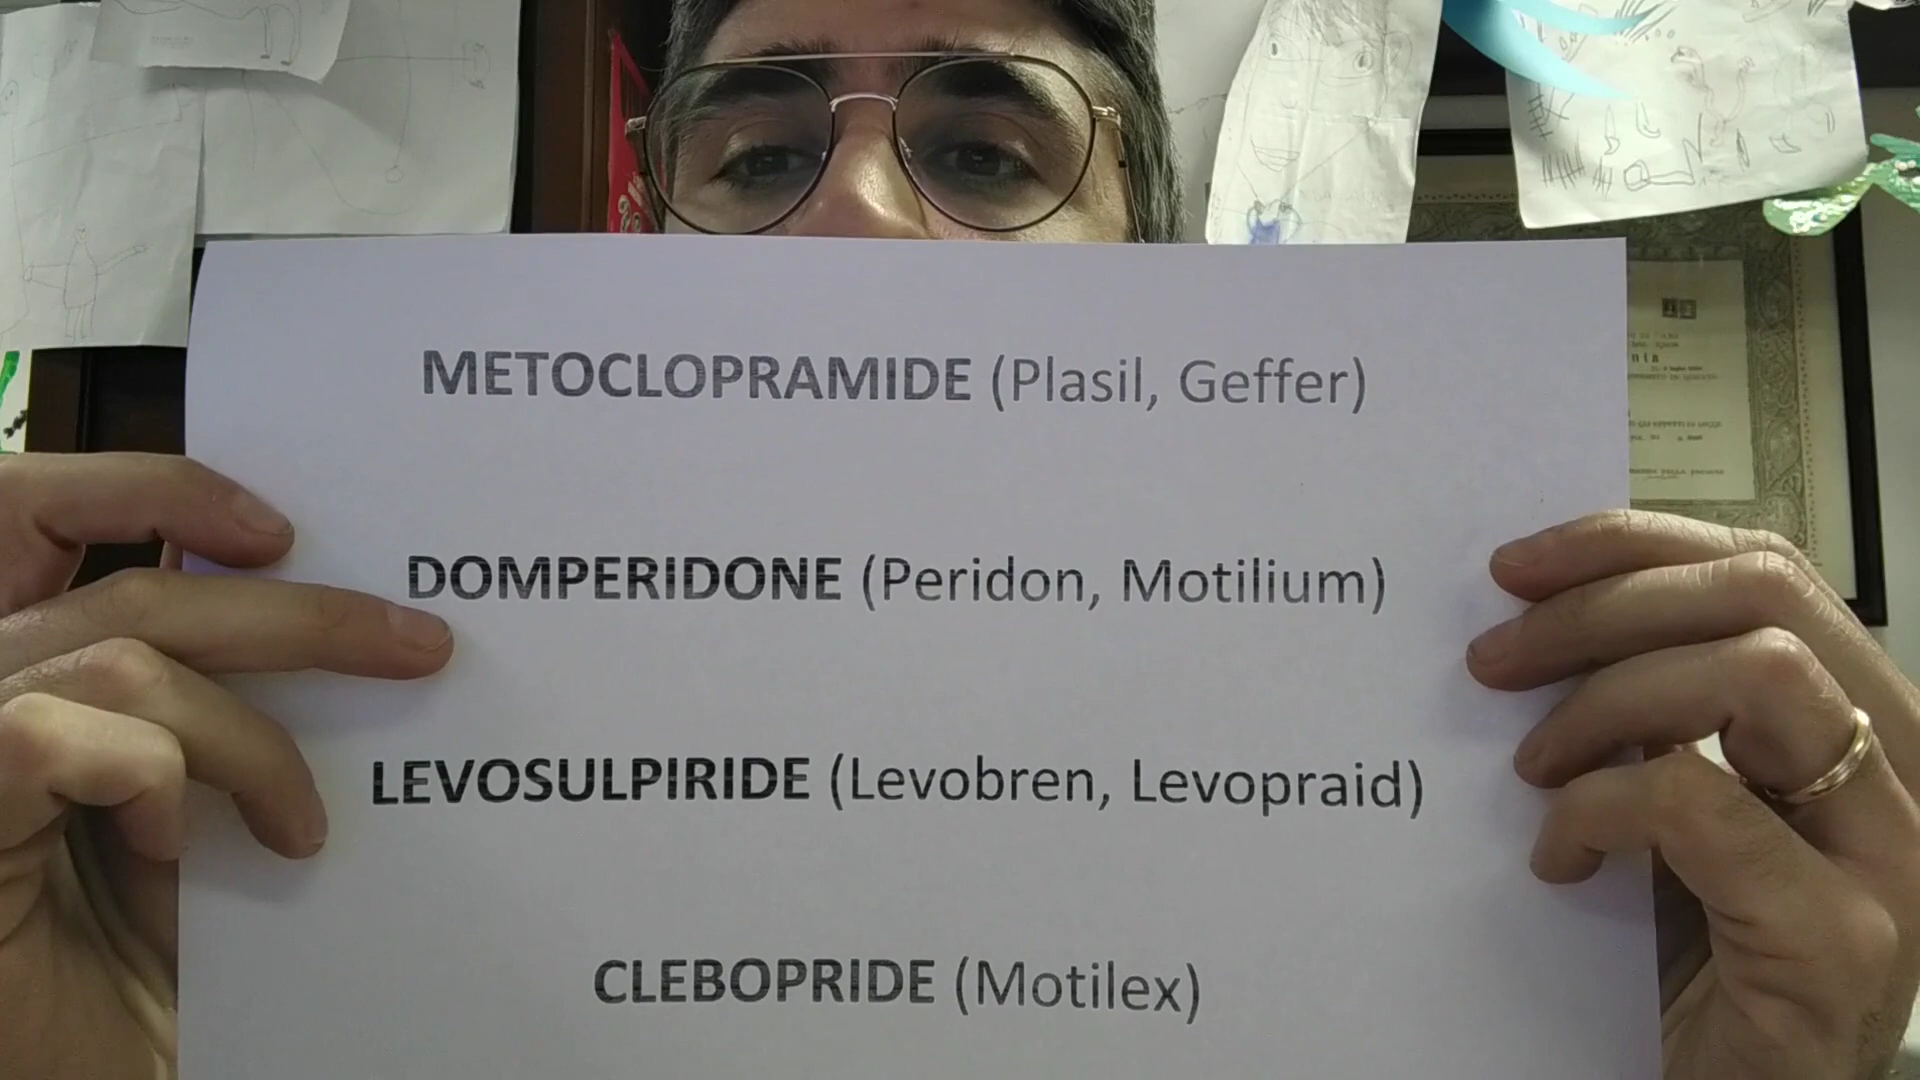 METOCLOPRAMIDE (Plasil, Geffer)
DOMPERIDONE (Peridon, Motilium)
LEVOSULPIRIDE (Levobren, Levopraid)
CLEBOPRIDE (Motilex)